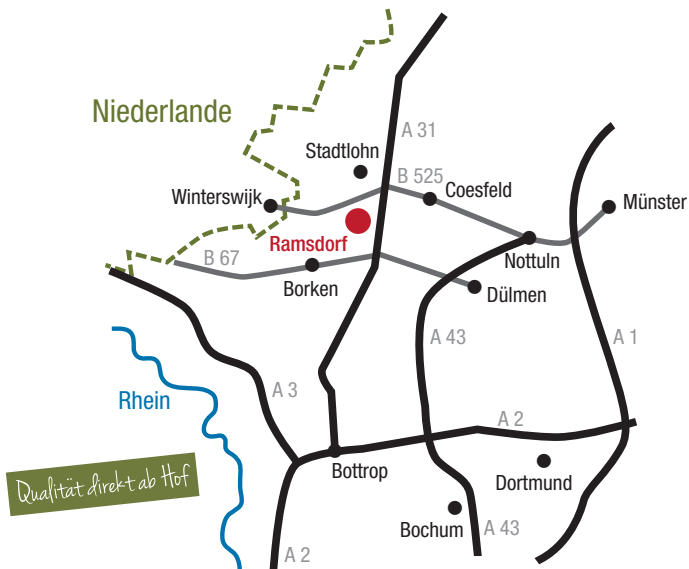 Niederlande
A 31
Stadtlohn
B 525
Winterswijk
Coesfeld
Münster
Ramsdorf
B 67
Nottuln
Borken
Dülmen
A 43
A 1
Rhein
A 3
A 2
Qualität direkt ab Hof
Bottrop
Dortmund
Bochum
A 43
A 2